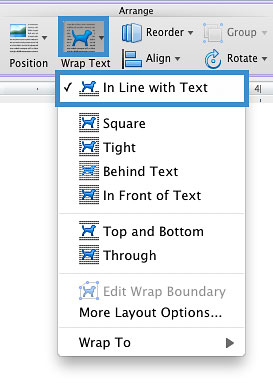 Arrange
Position
Wrap Text
Reorder
Align
Group
Rotate
In Line with Text
4
Square
Tight
Behind Text
In Front of Text
Top and Bottom
Through
Edit Wrap Boundary
More Layout Options...
Wrap To